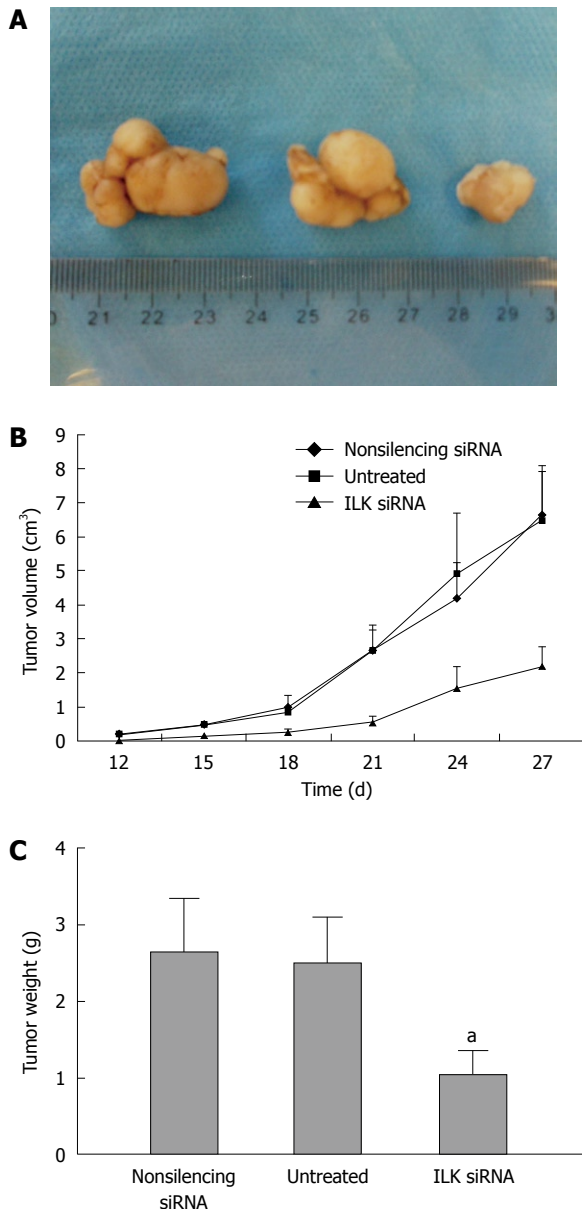 A
20 21 22 23 24 25 26 27 28 29 3
B
9
8
7
6
5
4
3
2
1
0
Tumor volume (cm³)
Nonsilencing siRNA
Untreated
ILK siRNA
12 15 18 21 24 27
Time (d)
C
4
3
2
1
0
Tumor weight (g)
a
Nonsilencing
siRNA
Untreated
ILK siRNA